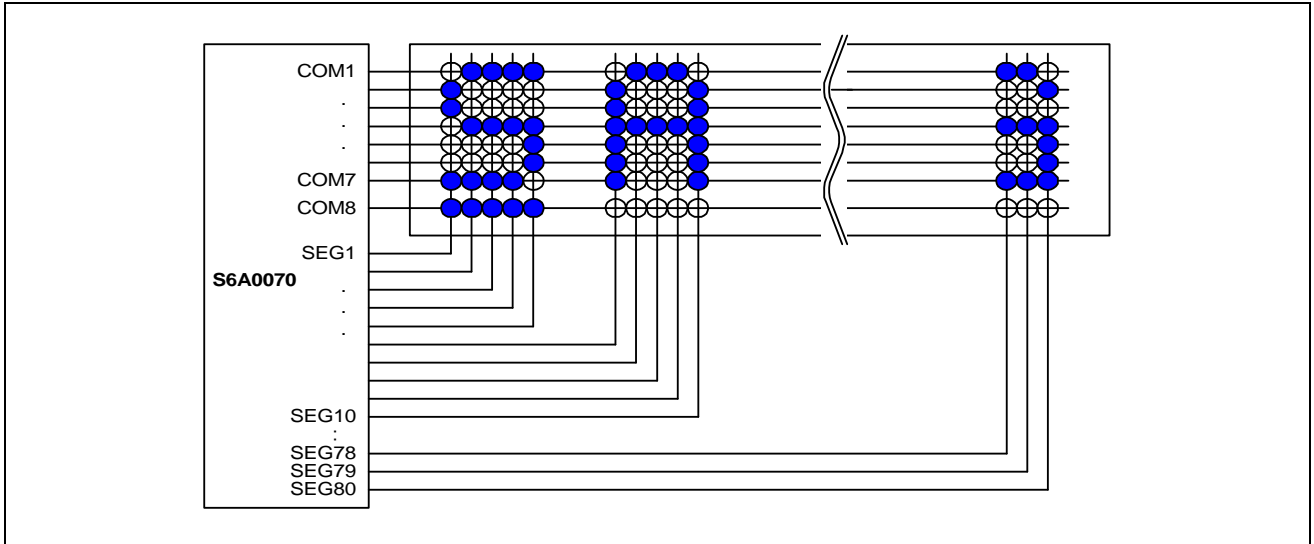 COM1
.
.
.
COM7
COM8
SEG1
S6A0070
.
.
.
SEG10
:
SEG78
SEG79
SEG80